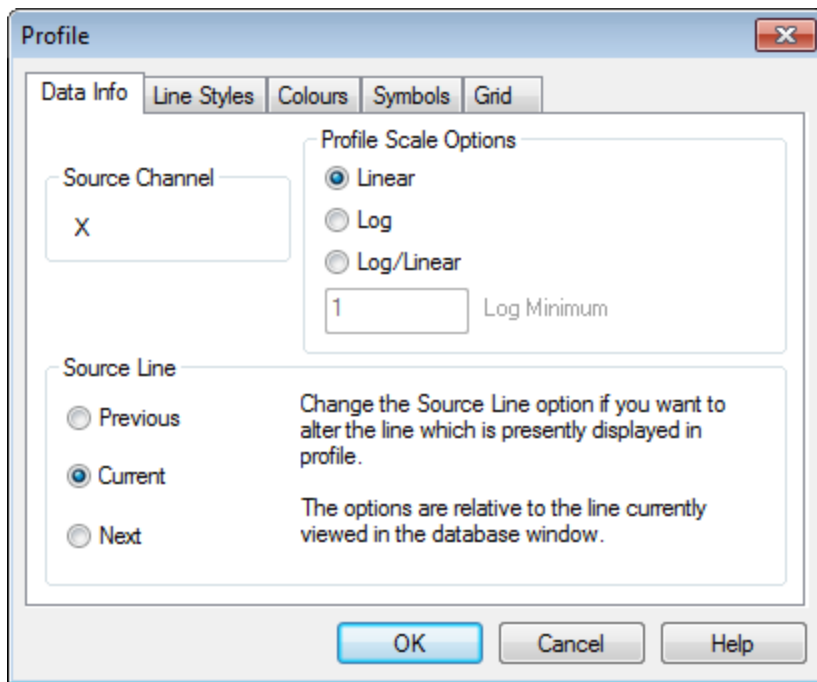 Profile
Data Info
Line Styles
Colours
Symbols
Grid
Source Channel
X
Profile Scale Options
Linear
Log
Log/Linear
1
Log Minimum
Source Line
Previous
Current
Next
Change the Source Line option if you want to
alter the line which is presently displayed in
profile.
The options are relative to the line currently
viewed in the database window.
OK
Cancel
Help